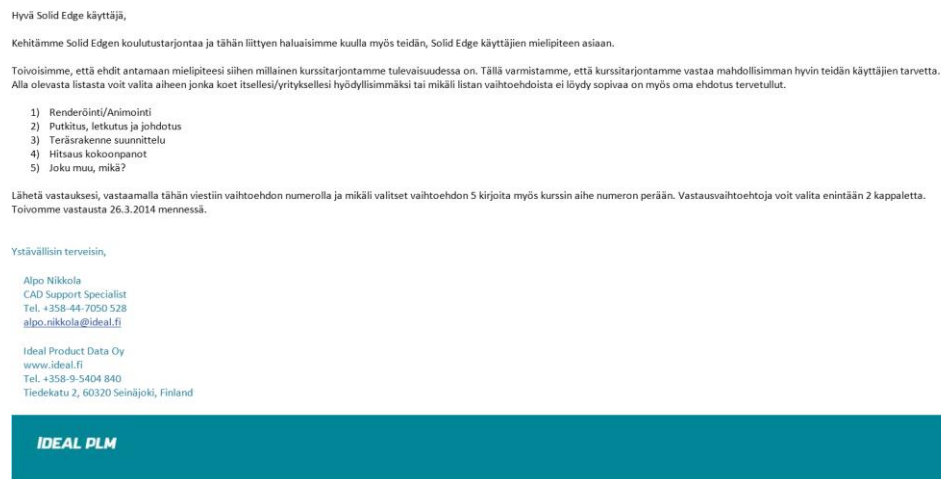 Hyvä Solid Edge käyttäjä,
Kehitämme Solid Edgen koulutustarjontaa ja tähän liittyen haluaisimme kuulla myös teidän, Solid Edge käyttäjien mielipiteen asiaan.
Toivoisimme, että ehdit antamaan mielipiteesi siihen millainen kurssitarjontamme tulevaisuudessa on. Tällä varmistamme, että kurssitarjontamme vastaa mahdollisimman hyvin teidän käyttäjien tarvetta.
Alla olevasta listasta voit valita aiheen jonka koet itsellesi/yrityksellesi hyödyllisimmäksi tai mikäli listan vaihtoehdoista ei löydy sopivaa on myös oma ehdotus tervetullut.
1) Renderöinti/Animointi
2) Putkitus, letkutus ja johdotus
3) Teräsrakenne suunnittelu
4) Hitsaus kokoonpanot
5) Joku muu, mikä?
Lähetä vastauksesi, vastaamalla tähän viestiin vaihtoehdon numerolla ja mikäli valitset vaihtoehdon 5 kirjoita myös kurssin aihe numeron perään. Vastausvaihtoehtoja voit valita enintään 2 kappaletta.
Toivomme vastausta 26.3.2014 mennessä.
Ystävällisin terveisin,
Alpo Nikkola
CAD Support Specialist
Tel. +358-44-7050 528
alpo.nikkola@ideal.fi
Ideal Product Data Oy
www.ideal.fi
Tel. +358-9-5404 840
Tiedekatu 2, 60320 Seinäjoki, Finland
IDEAL PLM